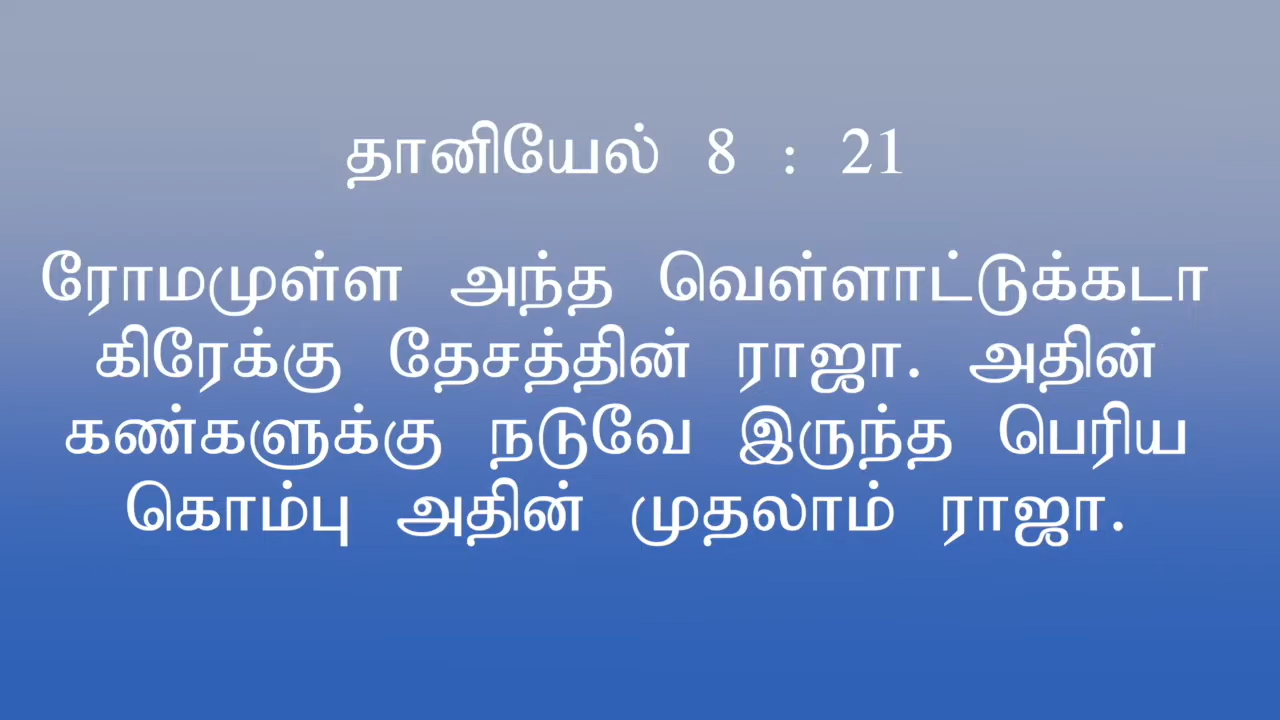 தானியேல் 8 : 21
ரோமமுள்ள அந்த வெள்ளாட்டுக்கடா
கிரேக்கு தேசத்தின் ராஜா. அதின்
கண்களுக்கு நடுவே இருந்த பெரிய
கொம்பு அதின் முதலாம் ராஜா.